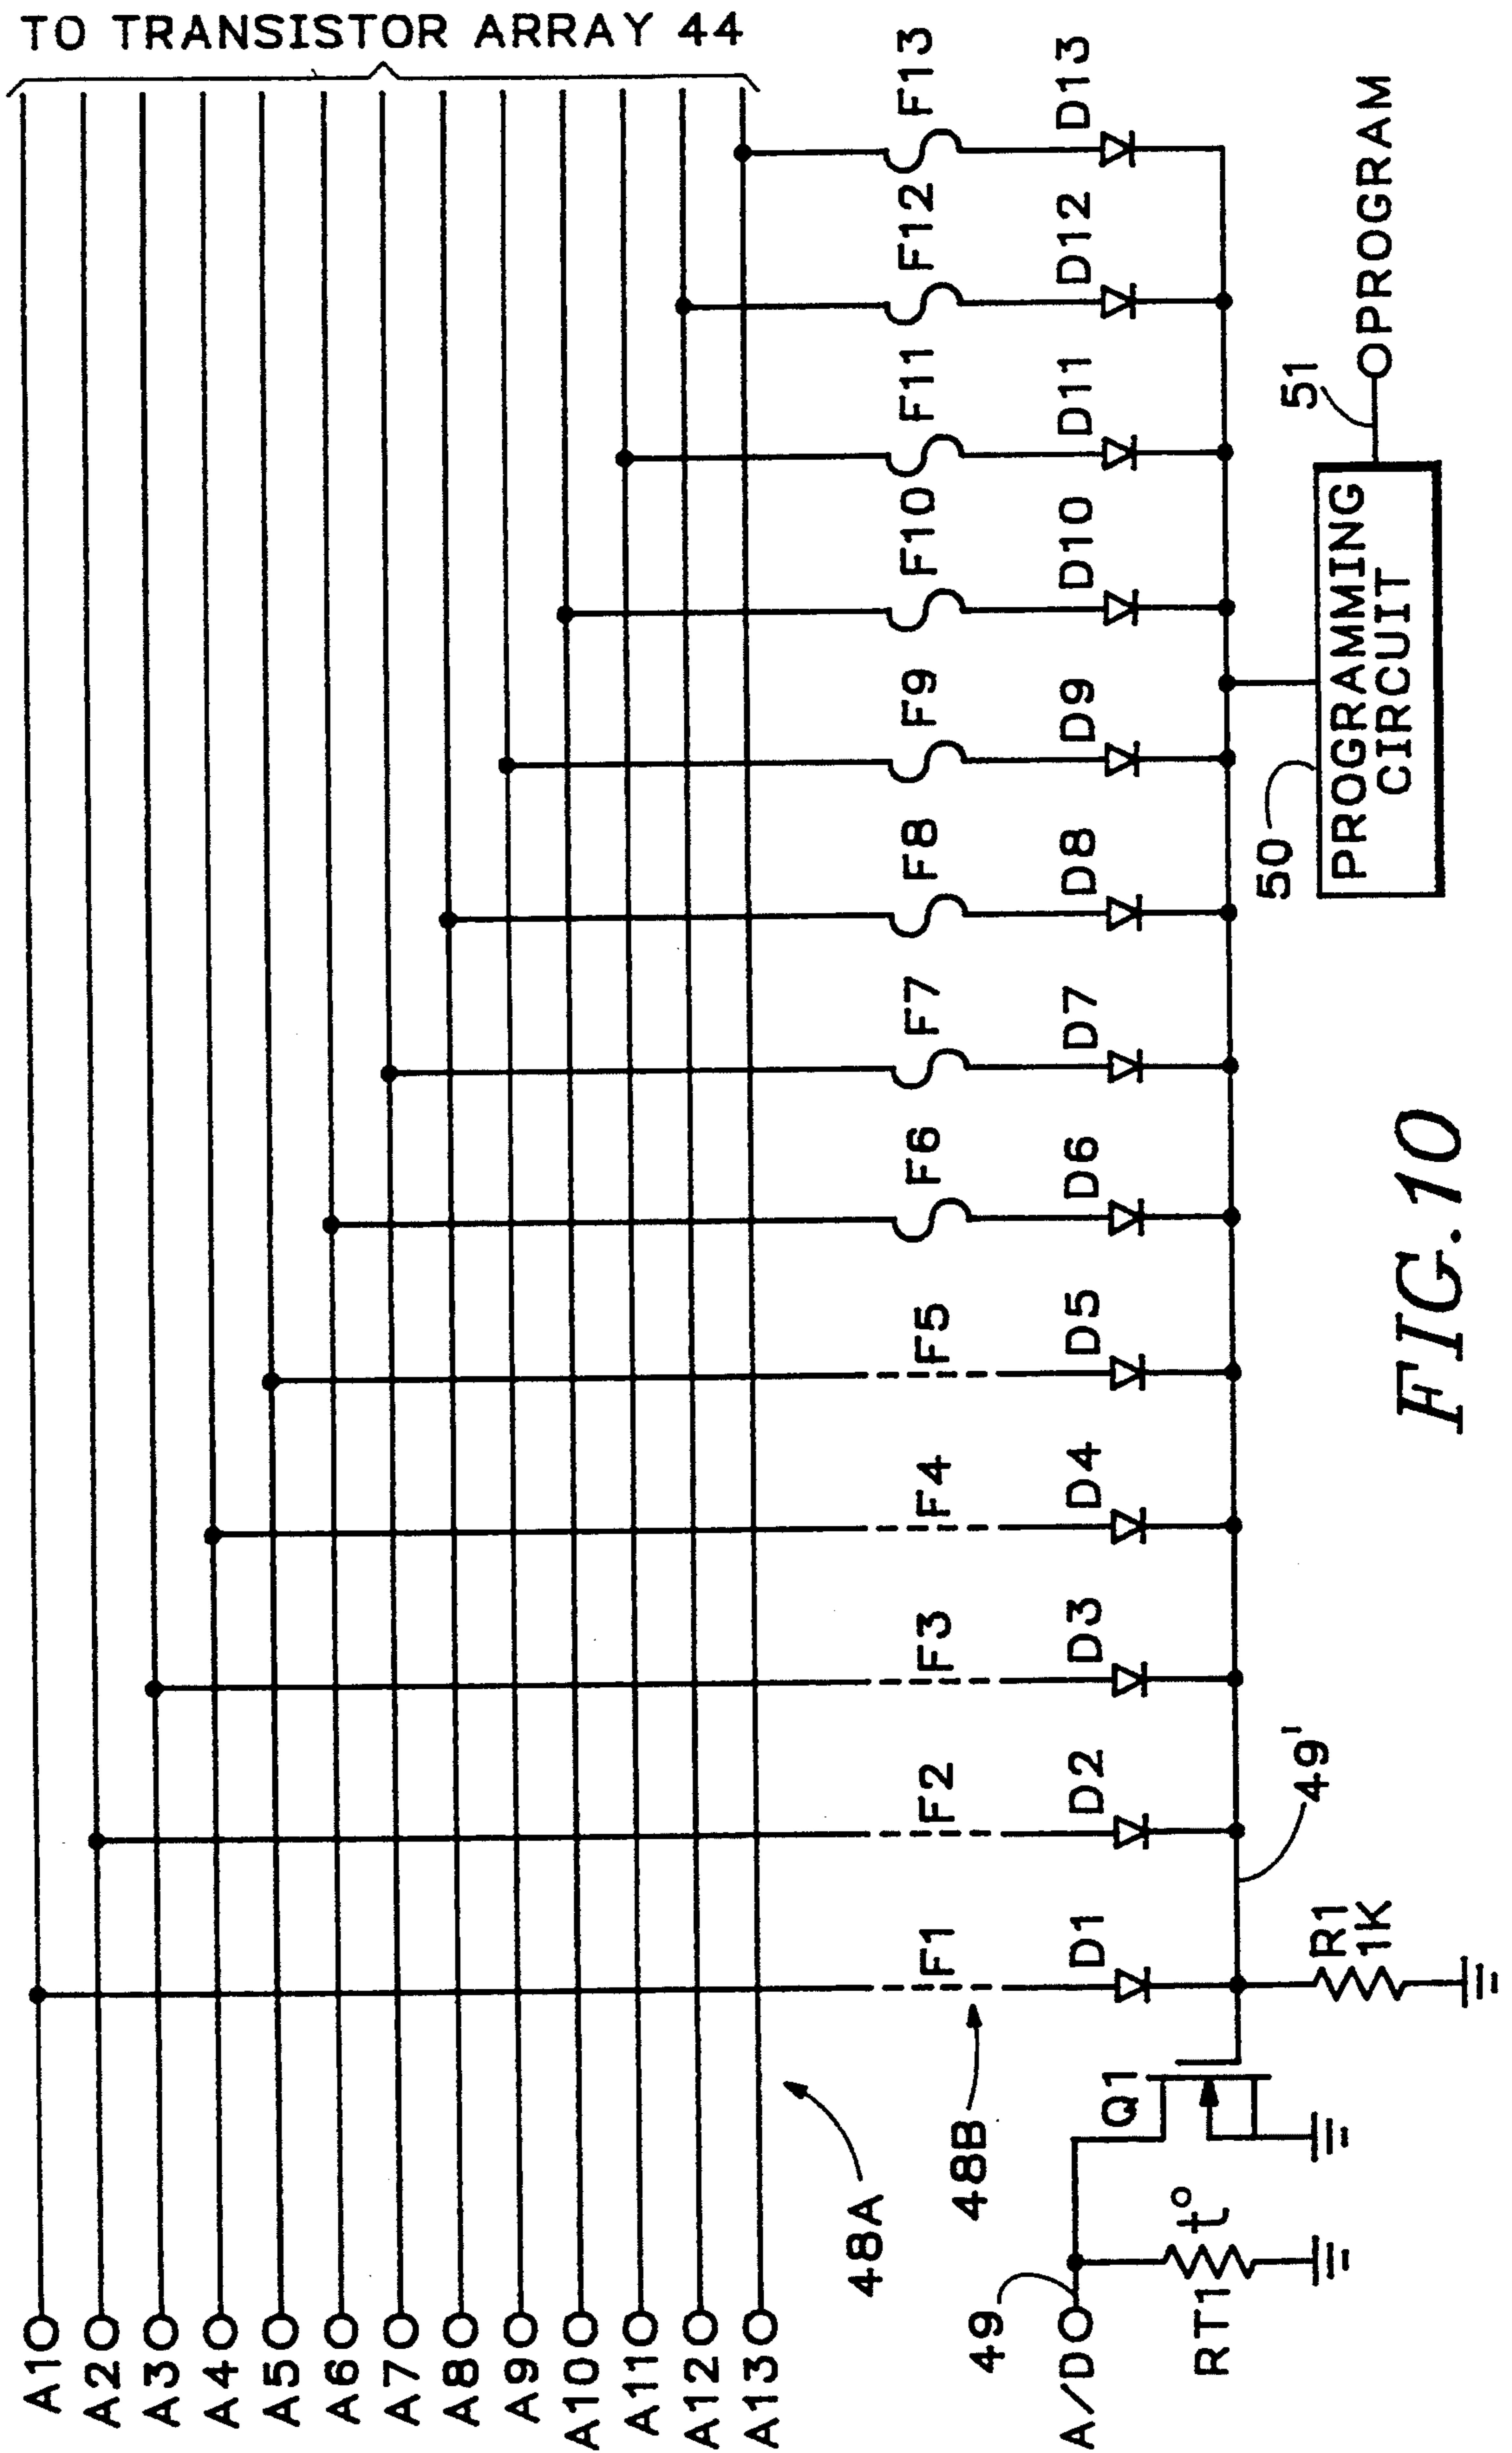 TO TRANSISTOR ARRAY 44
A1
A2
A3
A4
A5
A6
A7
A8
A9
A10
A11
A12
A13
48A
48B
F1
F2
F3
F4
F5
F6
F7
F8
F9
F10
F11
F12
F13
D1
D2
D3
D4
D5
D6
D7
D8
D9
D10
D11
D12
D13
49
A/D
RT1
t°
Q1
R1
1K
49'
50
PROGRAMMING
CIRCUIT
51
PROGRAM
FIG. 10